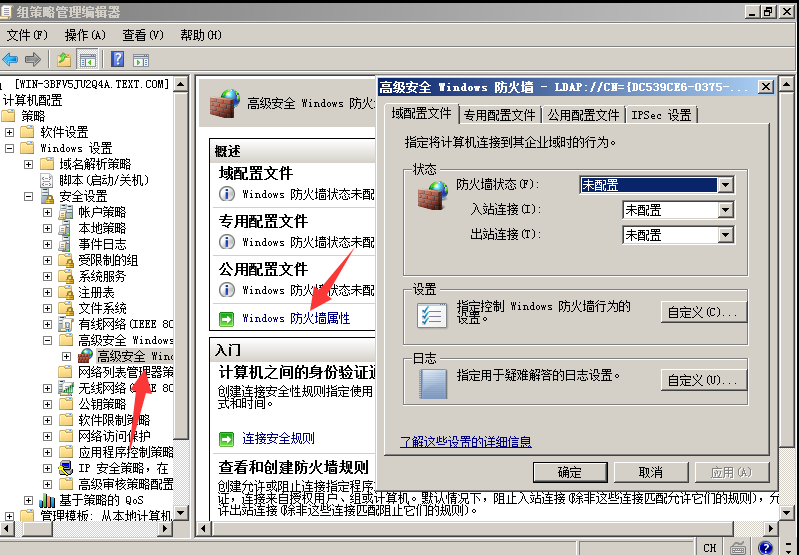 组策略管理编辑器
文件(F) 操作(A) 查看(V) 帮助(H)
[WIN-3BFV5JU2Q4A.TEXT.COM]
计算机配置
策略
软件设置
Windows 设置
域名解析策略
脚本(启动/关机)
安全设置
帐户策略
本地策略
事件日志
受限制的组
系统服务
注册表
文件系统
有线网络(IEEE 80
高级安全 Windows
高级安全 Wind
网络列表管理器策
无线网络(IEEE 8
公钥策略
软件限制策略
网络访问保护
应用程序控制策略
IP 安全策略，在
高级审核策略配置
基于策略的 QoS
管理模板: 从本地计算机
高级安全 Windows 防火
概述
域配置文件
Windows 防火墙状态未配
专用配置文件
Windows 防火墙状态未配
公用配置文件
Windows 防火墙状态未配
Windows 防火墙属性
入门
计算机之间的身份验证通
创建连接安全性规则指定使用
式和时间。
连接安全规则
查看和创建防火墙规则
创建允许或阻止连接指定程序
证，连接来自授权用户、组或计算机。默认情况下，阻止入站连接(除非这些连接匹配允许它们的规则)，允
许出站连接(除非这些连接匹配阻止它们的规则)。
高级安全 Windows 防火墙 - LDAP://CN={DC539CE6-0375-...
域配置文件 专用配置文件 公用配置文件 IPSec 设置
指定将计算机连接到其企业域时的行为。
状态
防火墙状态(F): 未配置
入站连接(I): 未配置
出站连接(T): 未配置
设置
指定控制 Windows 防火墙行为的
设置。
自定义(C)...
日志
指定用于疑难解答的日志设置。
自定义(U)...
了解这些设置的详细信息
确定 取消 应用(A)
CH